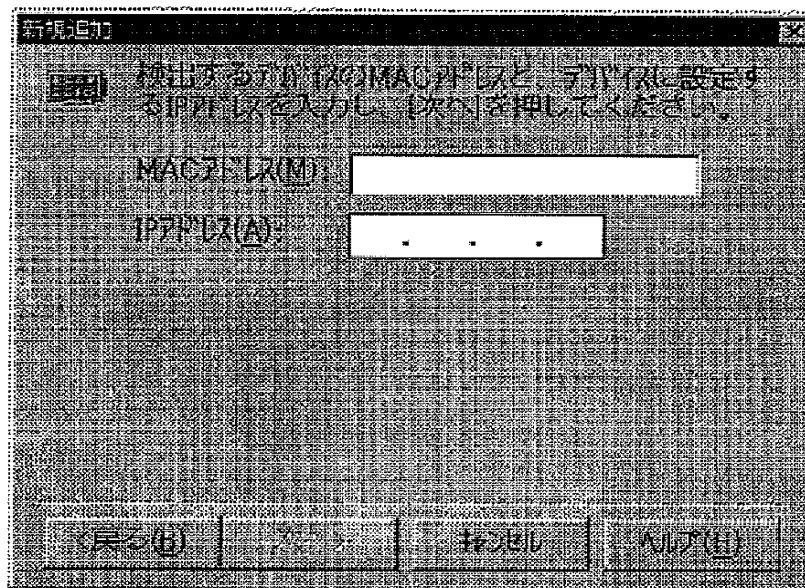 新規追加
検出するデバイスのMACアドレスと、デバイスに設定す
るIPアドレスを入力し、[次へ]を押してください。
MACアドレス(M):
IPアドレス(A):
. . .
<戻る(B)
次へ >
キャンセル
ヘルプ(H)